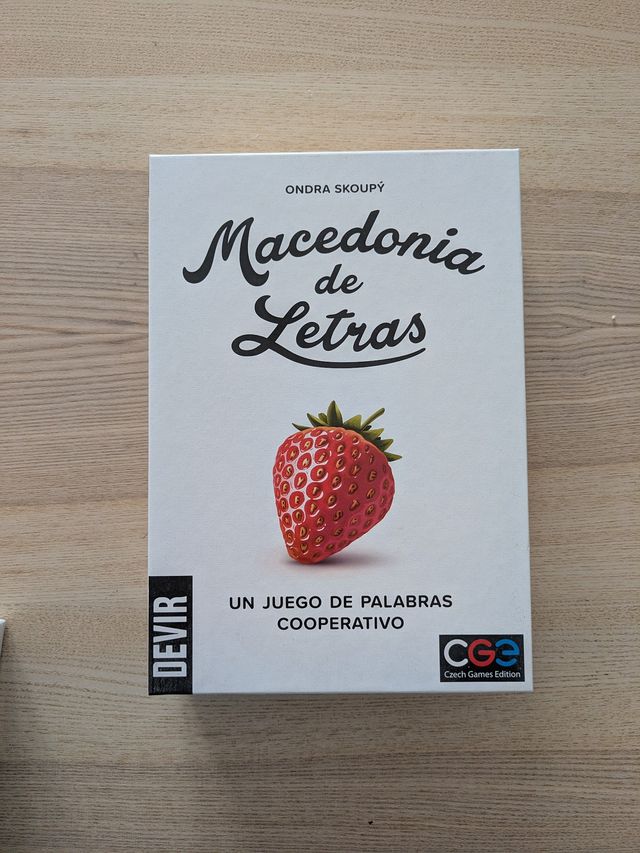 ONDRA SKOUPÝ
Macedonia
de
Letras
UN JUEGO DE PALABRAS
COOPERATIVO
DEVIR
CGE
Czech Games Edition